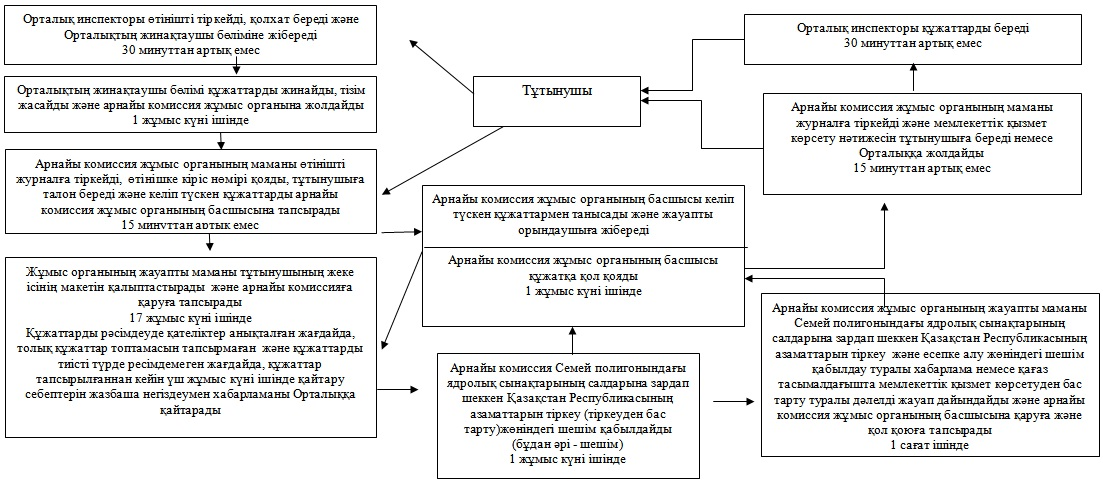 Орталық инспекторы өтінішті тіркейді, қолхат береді және
Орталықтың жинақтаушы бөліміне жібереді
30 минуттан артық емес
Орталықтың жинақтаушы бөлімі құжаттарды жинайды, тізім
жасайды және арнайы комиссия жұмыс органына жолдайды
1 жұмыс күні ішінде
Арнайы комиссия жұмыс органының маманы өтінішті
журналға тіркейді, өтінішке кіріс нөмірі қояды, тұтынушыға
талон береді және келіп түскен құжаттарды арнайы
комиссия жұмыс органының басшысына тапсырады
15 минуттан артық емес
Жұмыс органының жауапты маманы тұтынушының жеке
ісінің макетін қалыптастырады және арнайы комиссияға
қаруға тапсырады
17 жұмыс күні ішінде
Құжаттарды рәсімдеуде қателіктер анықталған жағдайда,
толық құжаттар топтамасын тапсырмаған және құжаттарды
тиісті түрде ресімдемеген жағдайда, құжаттар
тапсырылғаннан кейін үш жұмыс күні ішінде қайтару
себептерін жазбаша негіздеумен хабарламаны Орталыққа
қайтарады
Тұтынушы
Арнайы комиссия жұмыс органының басшысы келіп
түскен құжаттармен танысады және жауапты
орындаушыға жібереді
Арнайы комиссия жұмыс органының басшысы
құжатқа қол қояды
1 жұмыс күні ішінде
Арнайы комиссия Семей полигонындағы
ядролық сынақтарының салдарына зардап
шеккен Қазақстан Республикасының
азаматтарын тіркеу (тіркеуден бас
тарту)жөніндегі шешім қабылдайды
(бұдан әрі - шешім)
1 жұмыс күні ішінде
Орталық инспекторы құжаттарды береді
30 минуттан артық емес
Арнайы комиссия жұмыс органының маманы
журналға тіркейді және мемлекеттік қызмет
көрсету нәтижесін тұтынушыға береді немесе
Орталыққа жолдайды
15 минуттан артық емес
Арнайы комиссия жұмыс органының жауапты маманы
Семей полигонындағы ядролық сынақтарының
салдарына зардап шеккен Қазақстан Республикасының
азаматтарын тіркеу және есепке алу жөніндегі шешім
қабылдау туралы хабарлама немесе қағаз
тасымалдағышта мемлекеттік қызмет көрсетуден бас
тарту туралы дәлелді жауап дайындайды және арнайы
комиссия жұмыс органының басшысына қаруға және
қол қоюға тапсырады
1 сағат ішінде